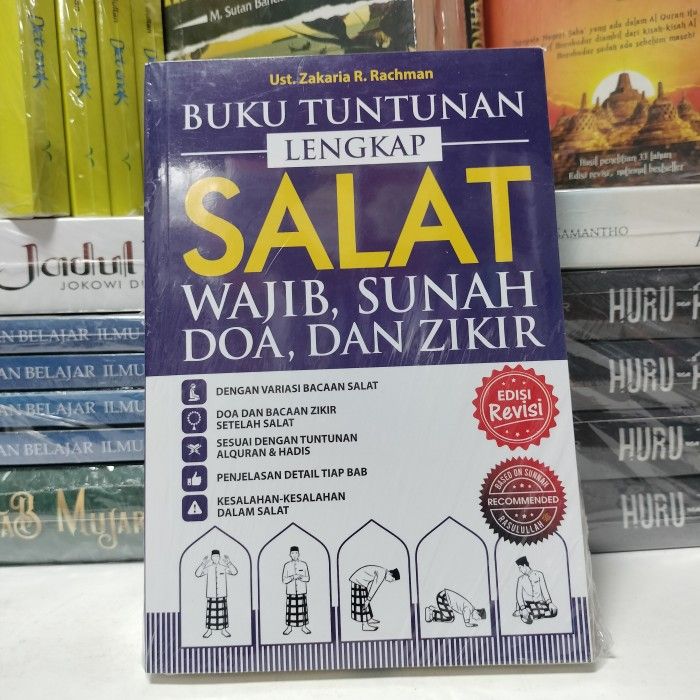 M. Sutan
Ust. Zakaria R. Rachman
BUKU TUNTUNAN
LENGKAP
SALAT
WAJIB, SUNAH
DOA, DAN ZIKIR
DENGAN VARIASI BACAAN SALAT
DOA DAN BACAAN ZIKIR
SETELAH SALAT
SESUAI DENGAN TUNTUNAN
ALQURAN & HADIS
PENJELASAN DETAIL TIAP BAB
KESALAHAN-KESALAHAN
DALAM SALAT
EDISI
Revisi
BASED ON SUNNAH
RECOMMENDED
RASULULLAH
Hasil penelitian 33 tahun
Edisi revisi, national bestseller
Jadul
JOKOWI
AN BELAJAR ILMU
AN BELAJAR ILMU
AN BELAJAR ILMU
AN BELAJAR ILMU
AMANTHO
HURU-
HURU-
HURU-
HURU-